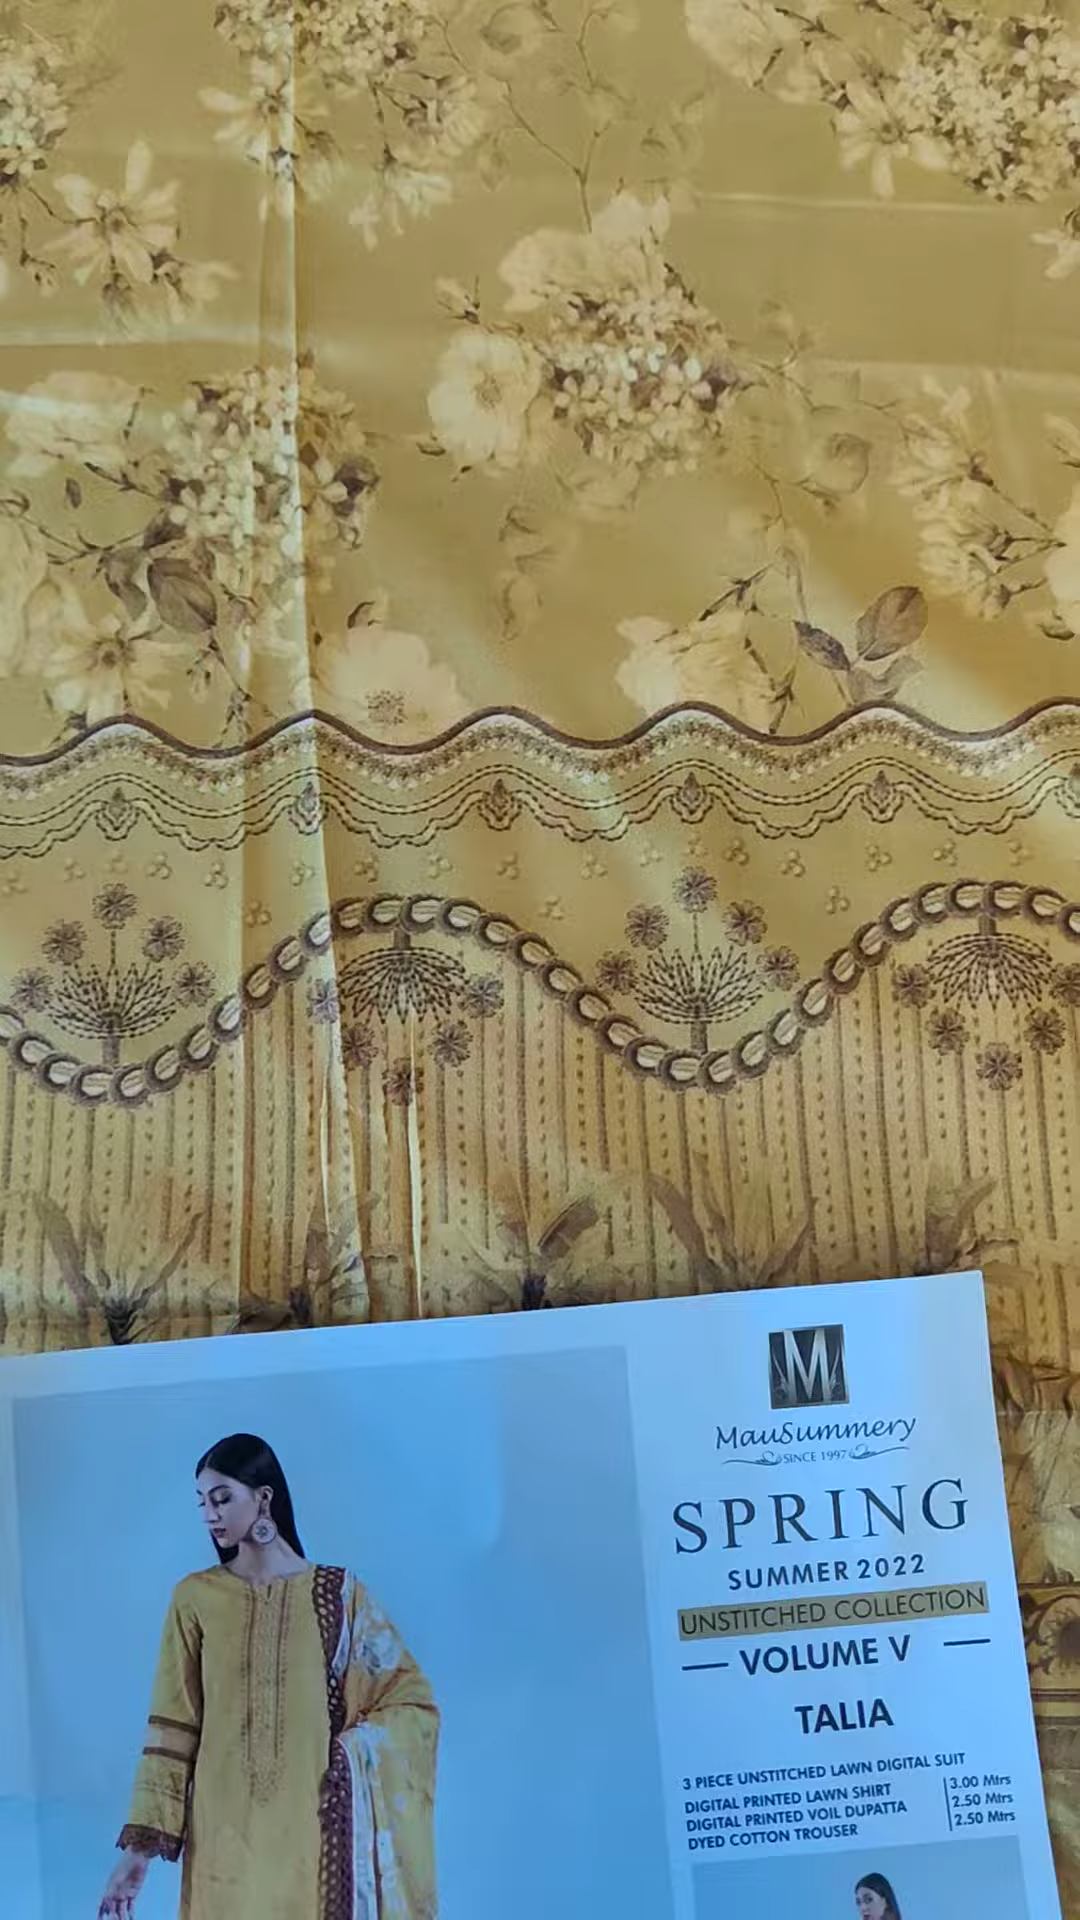 M
MauSummery
SINCE 1997
SPRING
SUMMER 2022
UNSTITCHED COLLECTION
VOLUME V
TALIA
3 PIECE UNSTITCHED LAWN DIGITAL SUIT
DIGITAL PRINTED LAWN SHIRT 3.00 Mtrs
DIGITAL PRINTED VOIL DUPATTA 2.50 Mtrs
DYED COTTON TROUSER 2.50 Mtrs